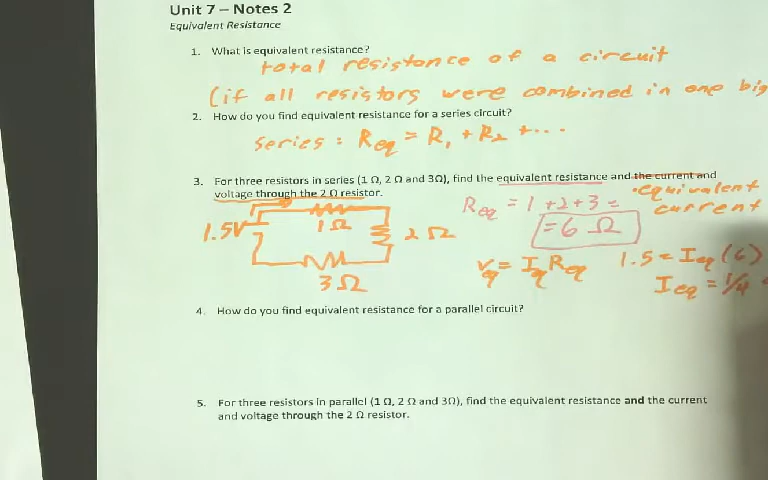 Unit 7 – Notes 2
Equivalent Resistance
1. What is equivalent resistance?
total resistance of a circuit
(if all resistors were combined in one big
2. How do you find equivalent resistance for a series circuit?
series: Req = R1 + R2 + ...
3. For three resistors in series (1 Ω, 2 Ω and 3Ω), find the equivalent resistance and the current and
voltage through the 2 Ω resistor.
• equivalent
current
Req = 1 + 2 + 3 =
= 6 Ω
1.5V
1 Ω
2 Ω
3 Ω
Veq = Ieq Req
1.5 = Ieq (6)
Ieq = 1/4
4. How do you find equivalent resistance for a parallel circuit?
5. For three resistors in parallel (1 Ω, 2 Ω and 3Ω), find the equivalent resistance and the current
and voltage through the 2 Ω resistor.